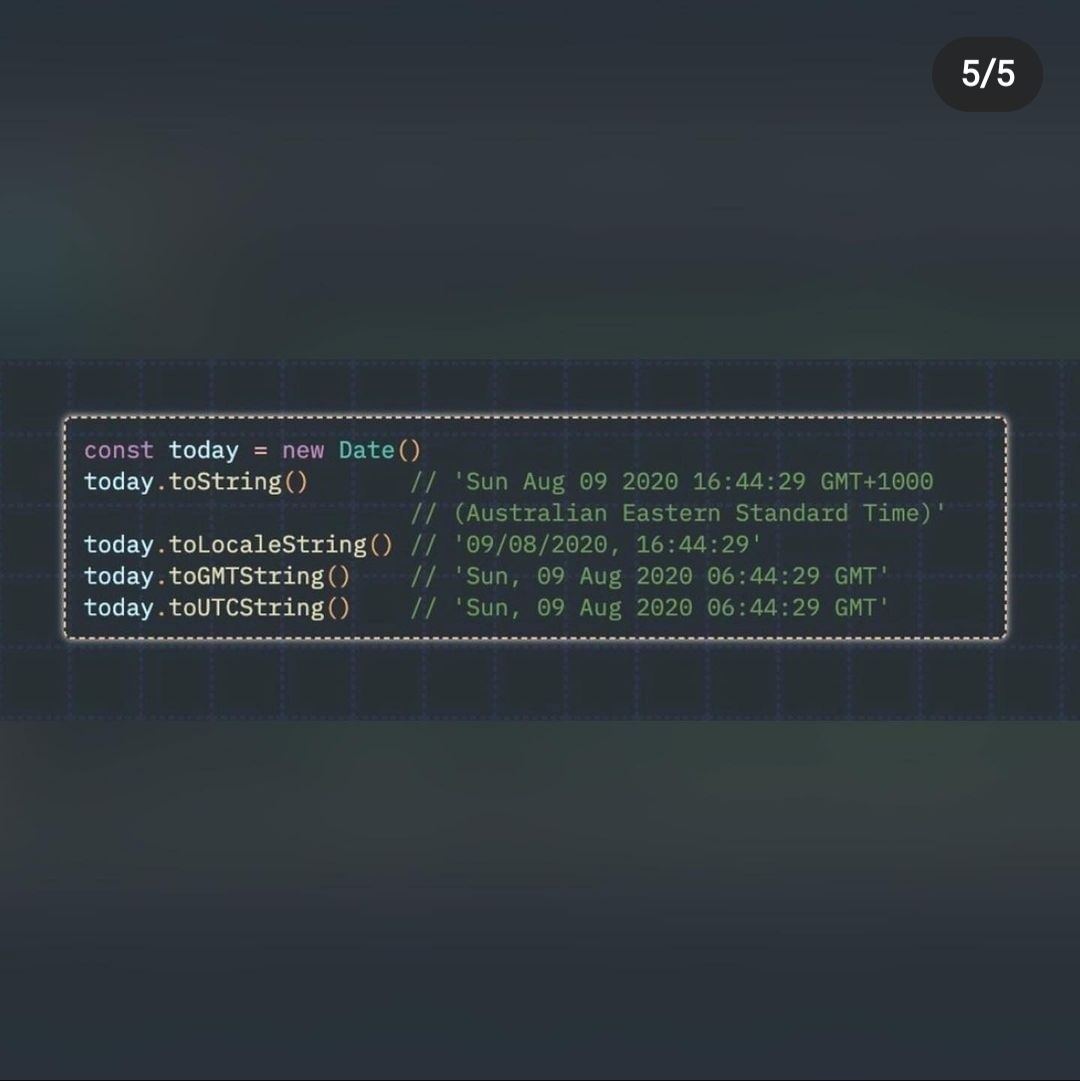 5/5
const today = new Date()
today.toString()        // 'Sun Aug 09 2020 16:44:29 GMT+1000
                        // (Australian Eastern Standard Time)'
today.toLocaleString()  // '09/08/2020, 16:44:29'
today.toGMTString()     // 'Sun, 09 Aug 2020 06:44:29 GMT'
today.toUTCString()     // 'Sun, 09 Aug 2020 06:44:29 GMT'